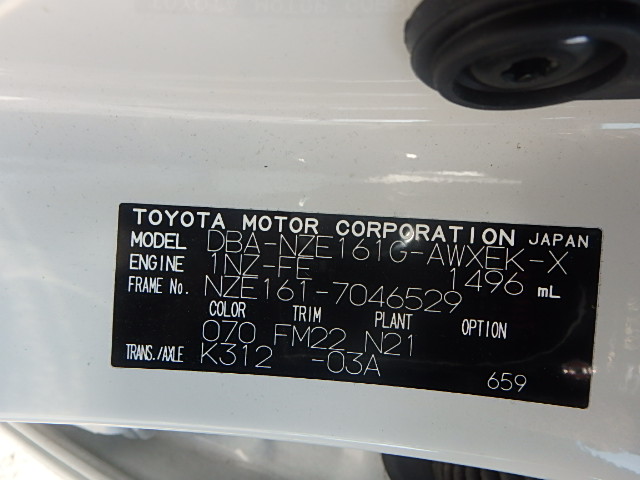 TOYOTA MOTOR CORPORATION JAPAN
MODEL DBA-NZE161G-AWXEK-X
ENGINE 1NZ-FE 1496 mL
FRAME No. NZE161-7046529
COLOR TRIM PLANT OPTION
070 FM22 N21
TRANS./AXLE K312 -03A
659